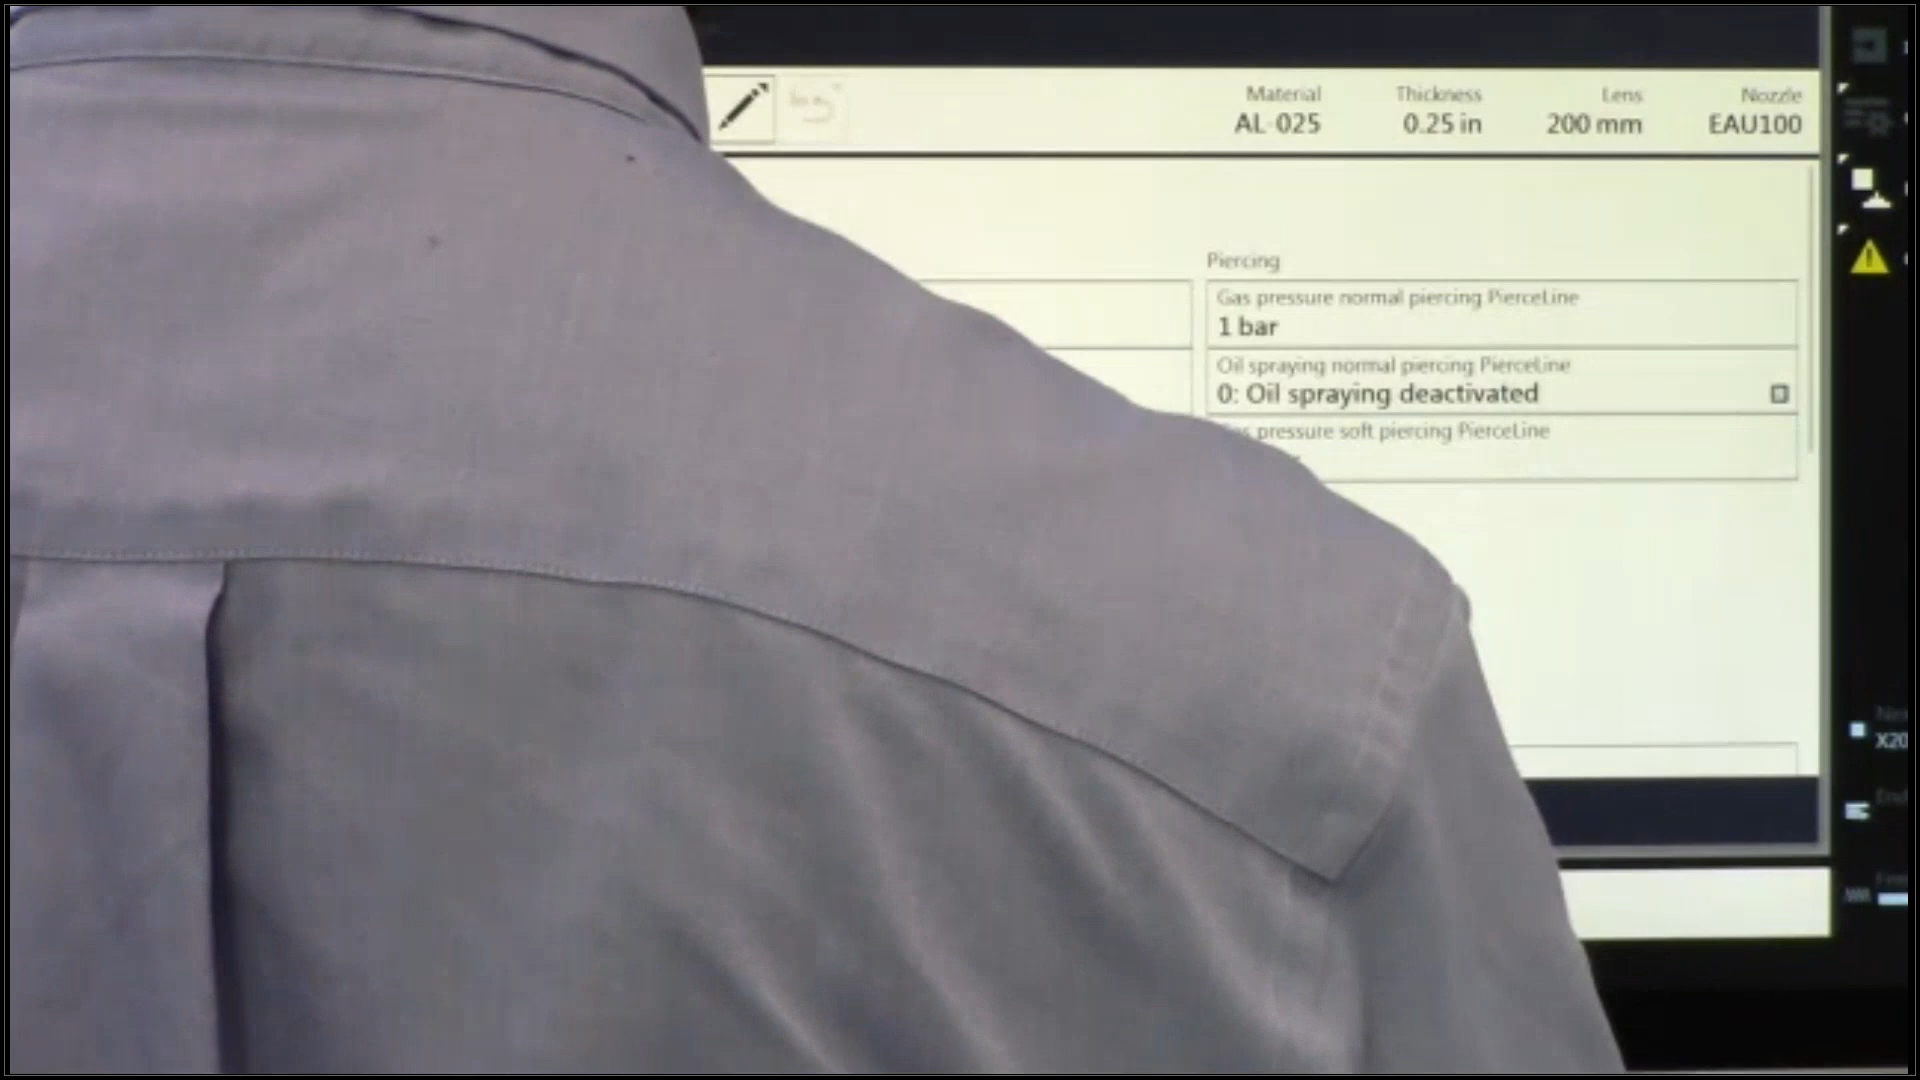 Material Thickness Lens Nozzle
AL-025 0.25 in 200 mm EAU100
Piercing
Gas pressure normal piercing PierceLine
1 bar
Oil spraying normal piercing PierceLine
0: Oil spraying deactivated
pressure soft piercing PierceLine
X20